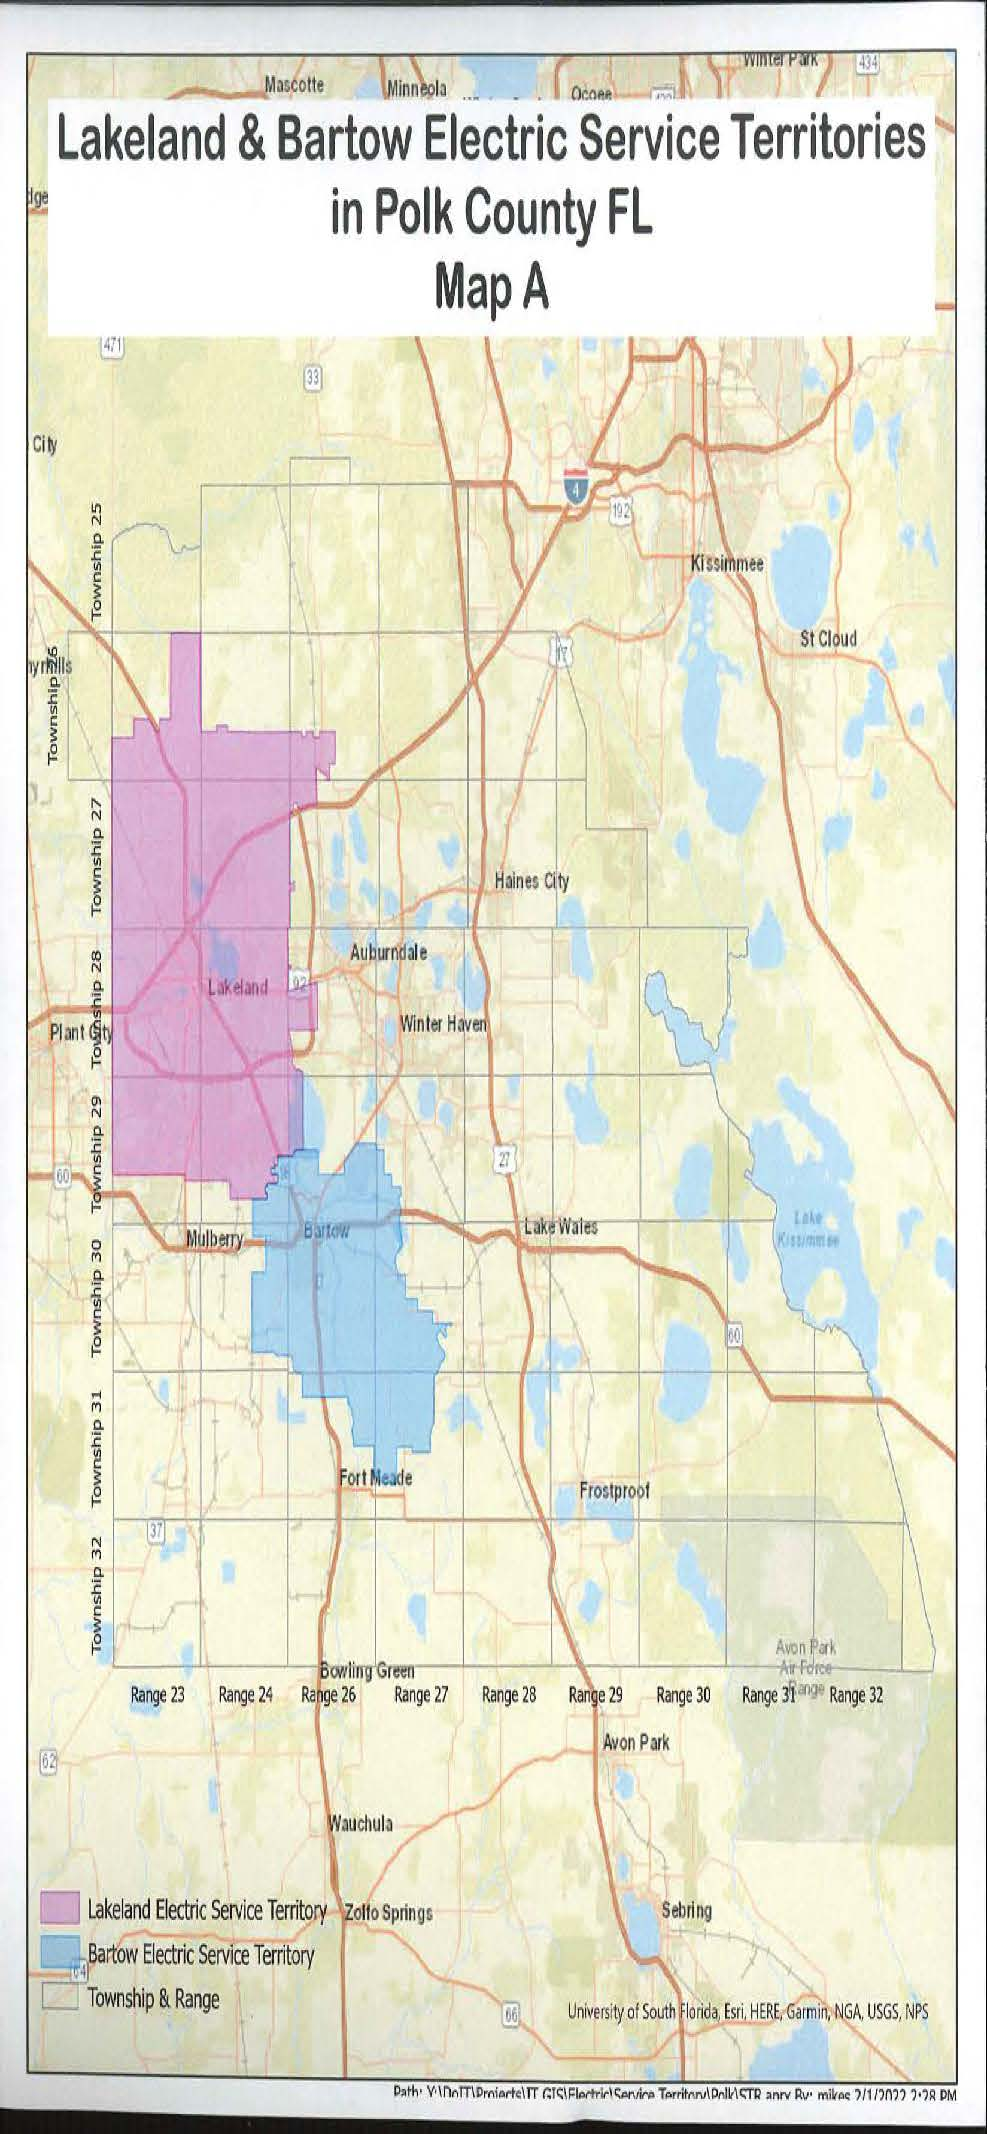 Mascotte
Minneola
Ocoee
Winter Park
434
Lakeland & Bartow Electric Service Territories
in Polk County FL
Map A
471
33
City
4
192
Township 25
Kissimmee
St Cloud
Township 26
17
Township 27
Haines City
Auburndale
Township 28
Lakeland
92
Winter Haven
Plant City
Township 29
60
27
Lake Wales
Mulberry
Bartow
Lake
Kissimmee
Township 30
60
Township 31
Fort Meade
Frostproof
37
Township 32
Avon Park
Air Force
Range
Bowling Green
Range 23
Range 24
Range 26
Range 27
Range 28
Range 29
Range 30
Range 31
Range 32
62
Avon Park
Wauchula
Lakeland Electric Service Territory
Zolfo Springs
Sebring
Bartow Electric Service Territory
64
Township & Range
66
University of South Florida, Esri, HERE, Garmin, NGA, USGS, NPS